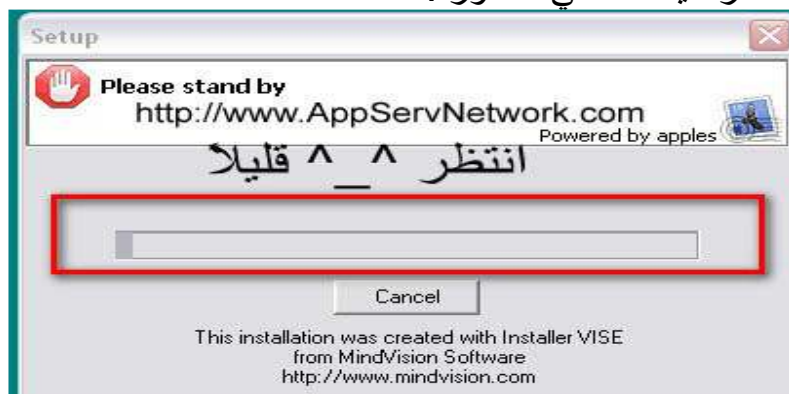 Setup
Please stand by
http://www.AppServNetwork.com
Powered by apples
انتظر ^_^ قليلاً
Cancel
This installation was created with Installer VISE
from MindVision Software
http://www.mindvision.com